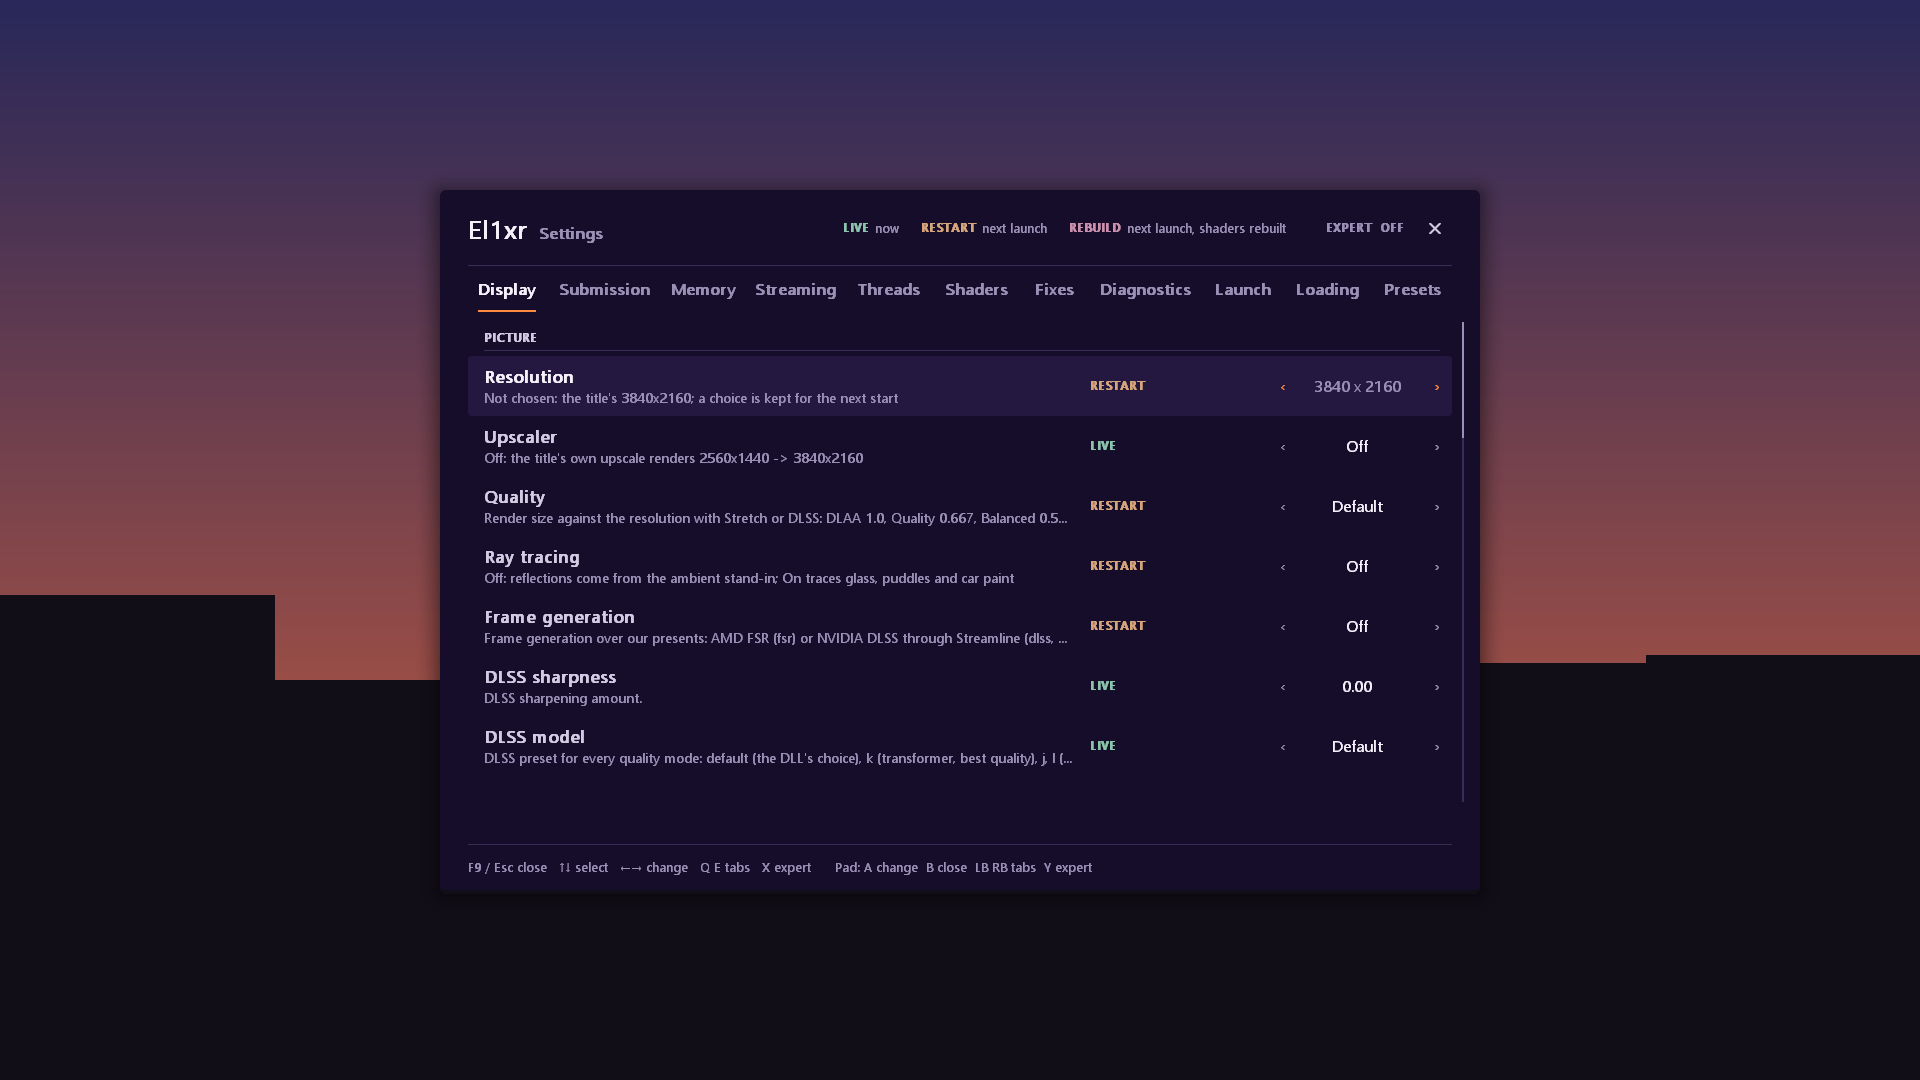 El1xr Settings LIVE now RESTART next launch REBUILD next launch, shaders rebuilt EXPERT OFF ✕
Display Submission Memory Streaming Threads Shaders Fixes Diagnostics Launch Loading Presets
PICTURE
Resolution
Not chosen: the title's 3840x2160; a choice is kept for the next start
RESTART ‹ 3840 x 2160 ›
Upscaler
Off: the title's own upscale renders 2560x1440 -> 3840x2160
LIVE ‹ Off ›
Quality
Render size against the resolution with Stretch or DLSS: DLAA 1.0, Quality 0.667, Balanced 0.5...
RESTART ‹ Default ›
Ray tracing
Off: reflections come from the ambient stand-in; On traces glass, puddles and car paint
RESTART ‹ Off ›
Frame generation
Frame generation over our presents: AMD FSR (fsr) or NVIDIA DLSS through Streamline (dlss, ...
RESTART ‹ Off ›
DLSS sharpness
DLSS sharpening amount.
LIVE ‹ 0.00 ›
DLSS model
DLSS preset for every quality mode: default (the DLL's choice), k (transformer, best quality), j, l (...
LIVE ‹ Default ›
F9 / Esc close ↑↓ select ←→ change Q E tabs X expert Pad: A change B close LB RB tabs Y expert